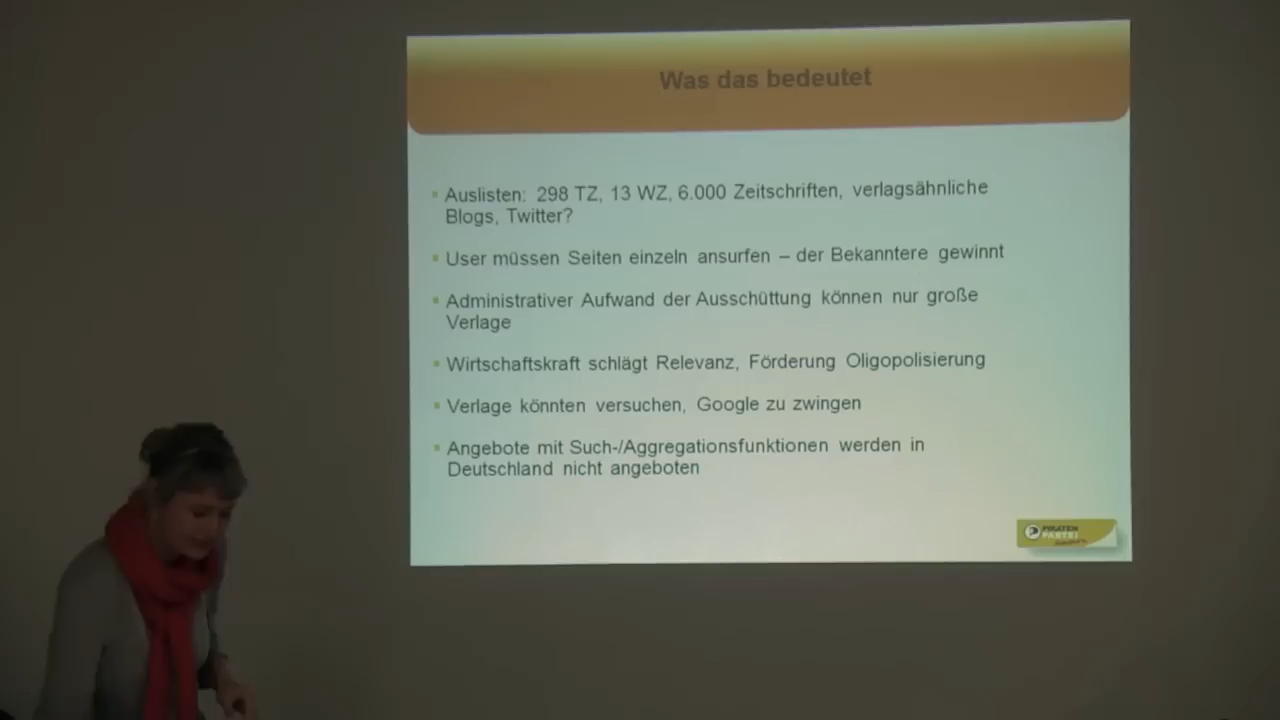 Was das bedeutet
Auslisten: 298 TZ, 13 WZ, 6.000 Zeitschriften, verlagsähnliche
Blogs, Twitter?
User müssen Seiten einzeln ansurfen – der Bekanntere gewinnt
Administrativer Aufwand der Ausschüttung können nur große
Verlage
Wirtschaftskraft schlägt Relevanz, Förderung Oligopolisierung
Verlage könnten versuchen, Google zu zwingen
Angebote mit Such-/Aggregationsfunktionen werden in
Deutschland nicht angeboten
PIRATEN
PARTEI